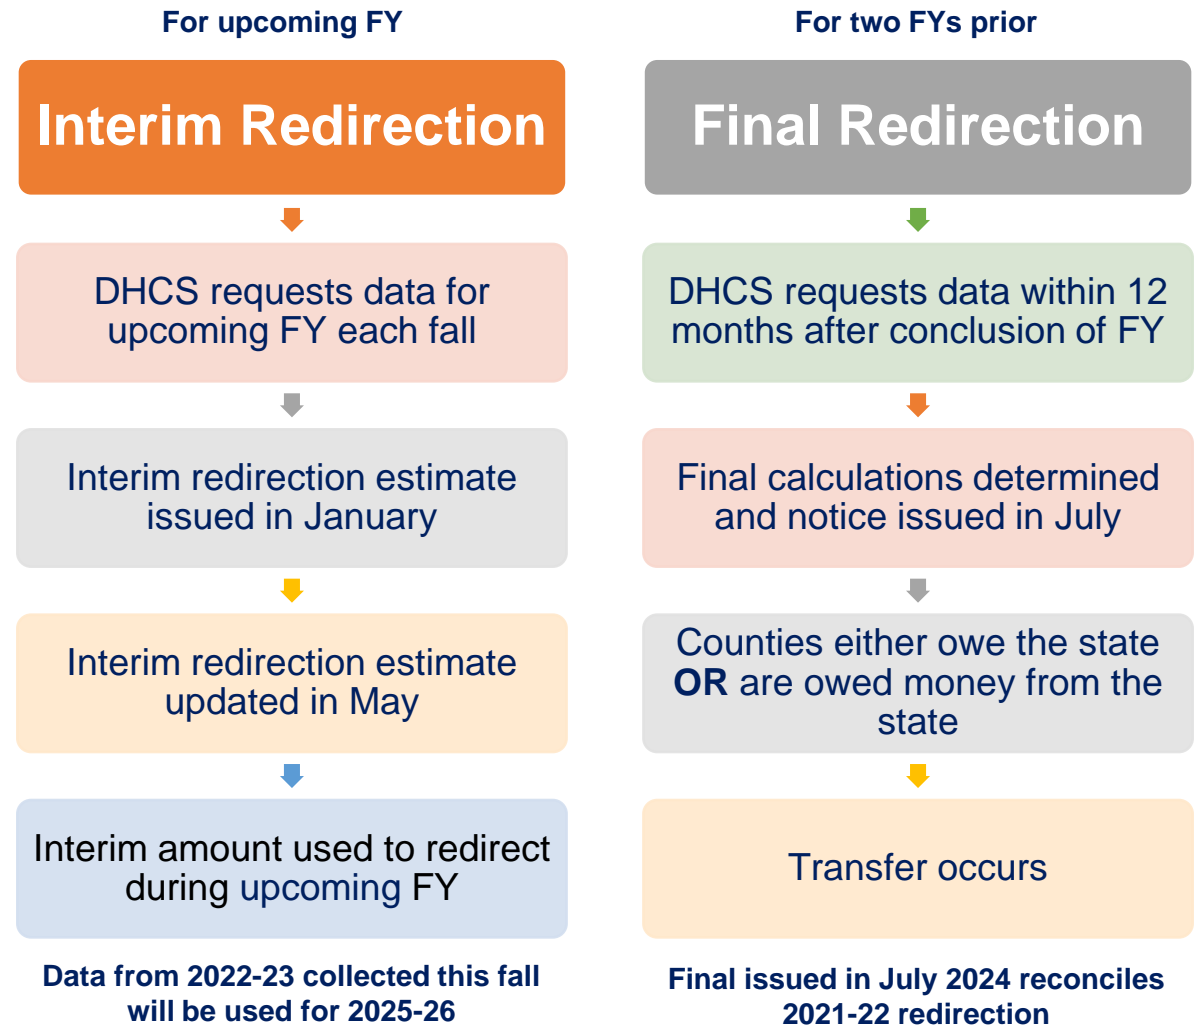 For upcoming FY
Interim Redirection
DHCS requests data for
upcoming FY each fall
Interim redirection estimate
issued in January
Interim redirection estimate
updated in May
Interim amount used to redirect
during upcoming FY
Data from 2022-23 collected this fall
will be used for 2025-26
For two FYs prior
Final Redirection
DHCS requests data within 12
months after conclusion of FY
Final calculations determined
and notice issued in July
Counties either owe the state
OR are owed money from the
state
Transfer occurs
Final issued in July 2024 reconciles
2021-22 redirection